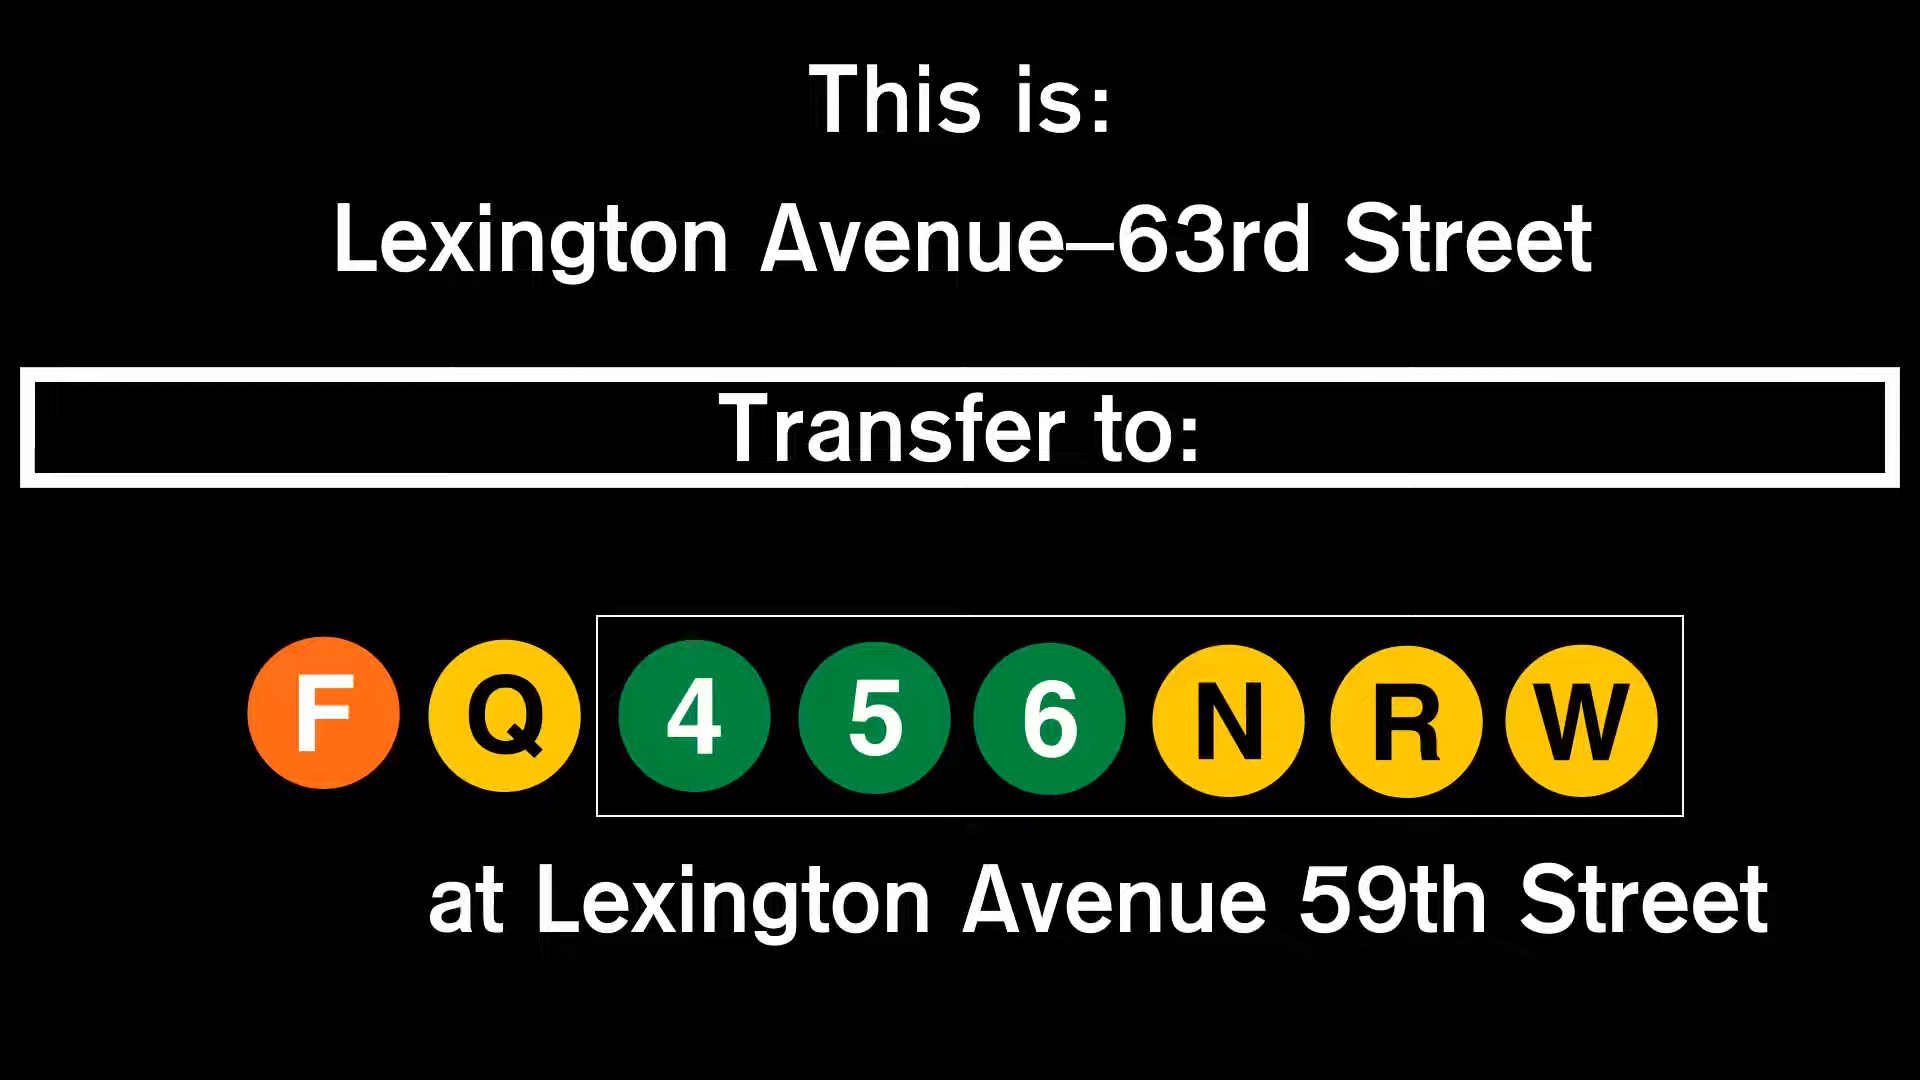 This is:
Lexington Avenue–63rd Street
Transfer to:
F Q 4 5 6 N R W
at Lexington Avenue 59th Street